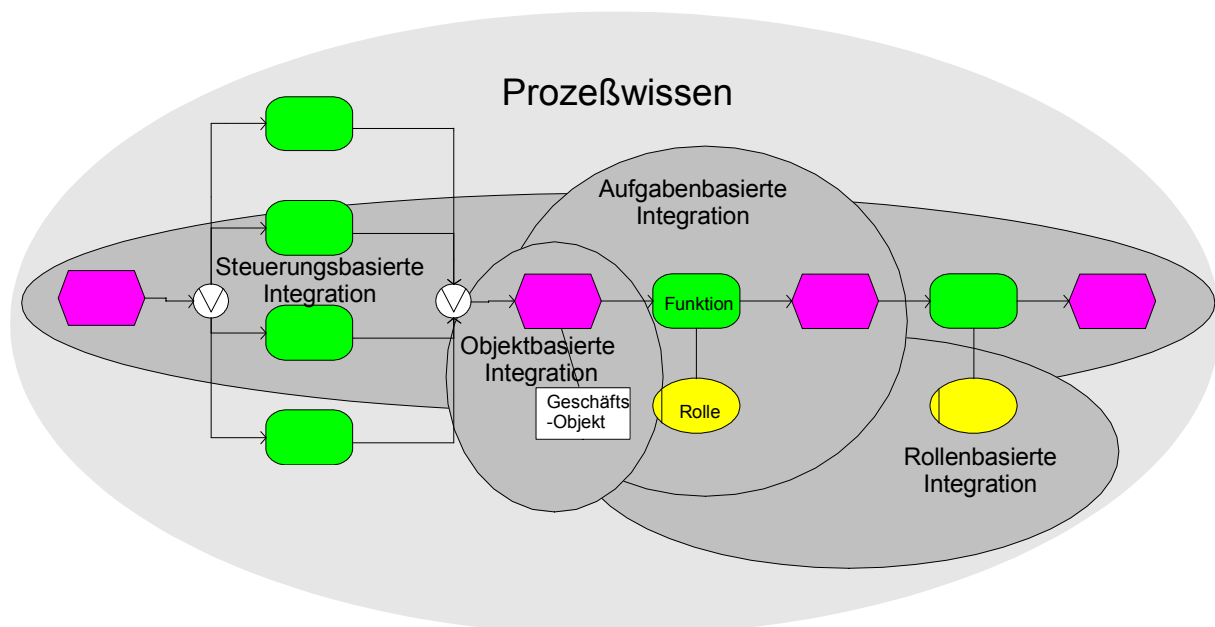 Prozeßwissen
Aufgabenbasierte
Integration
Steuerungsbasierte
Integration
Funktion
Objektbasierte
Integration
Geschäfts
-Objekt
Rolle
Rollenbasierte
Integration